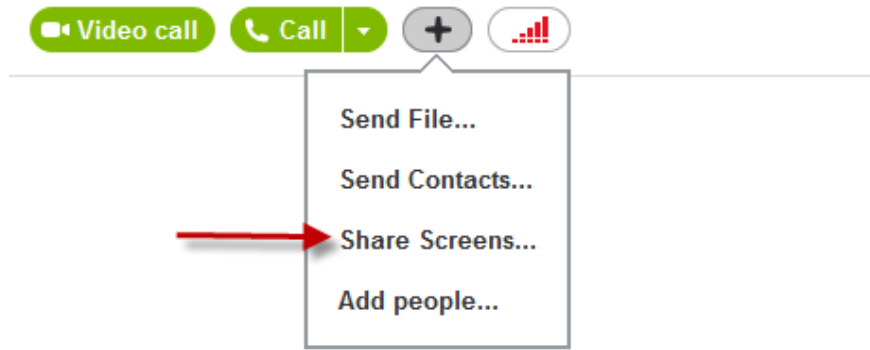 Video call Call
Send File...
Send Contacts...
Share Screens...
Add people...